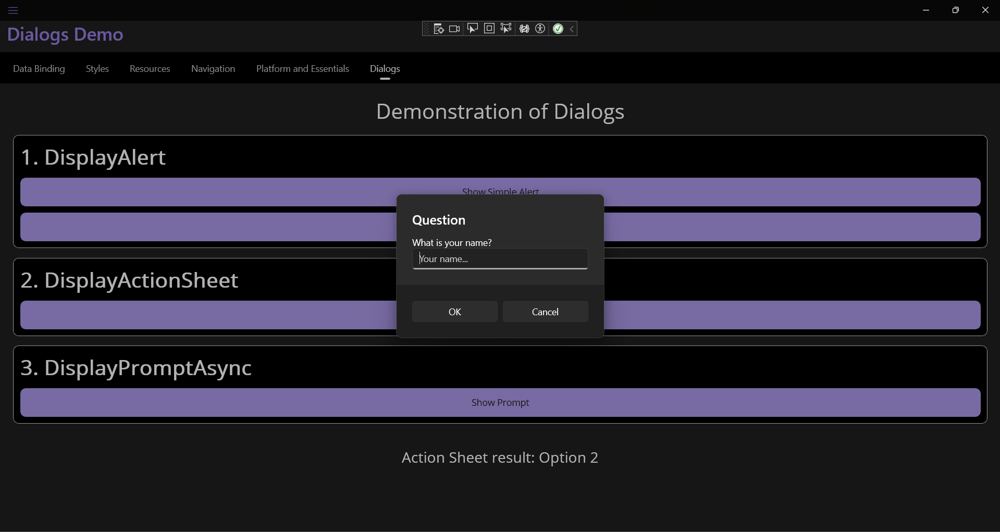 Dialogs Demo
Data Binding Styles Resources Navigation Platform and Essentials Dialogs
Demonstration of Dialogs
1. DisplayAlert
Show Simple Alert
Question
What is your name?
Your name...
2. DisplayActionSheet
OK Cancel
3. DisplayPromptAsync
Show Prompt
Action Sheet result: Option 2